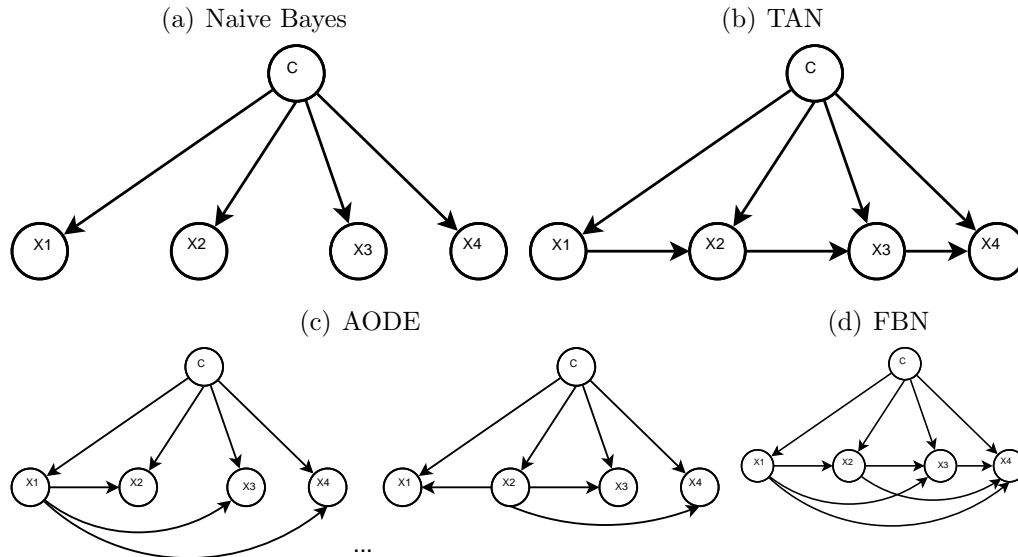 (a) Naive Bayes
(b) TAN
C
C
X1
X2
X3
X4
X1
X2
X3
X4
(c) AODE
(d) FBN
C
C
C
X1
X2
X3
X4
X1
X2
X3
X4
X1
X2
X3
X4
...